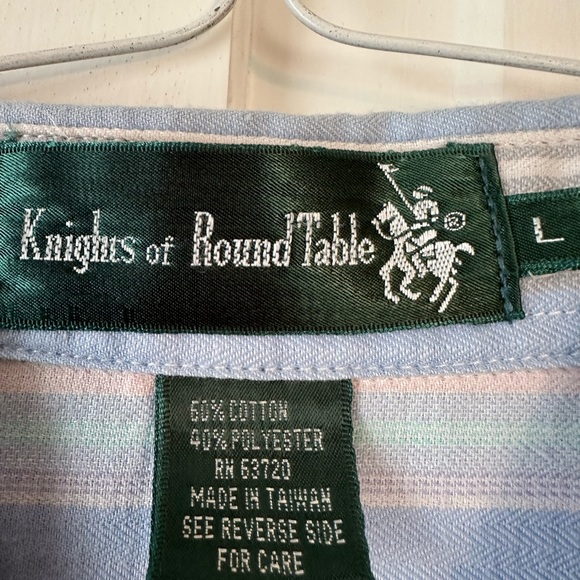 Knights of Round Table ®
L
60% COTTON
40% POLYESTER
RN 63720
MADE IN TAIWAN
SEE REVERSE SIDE
FOR CARE